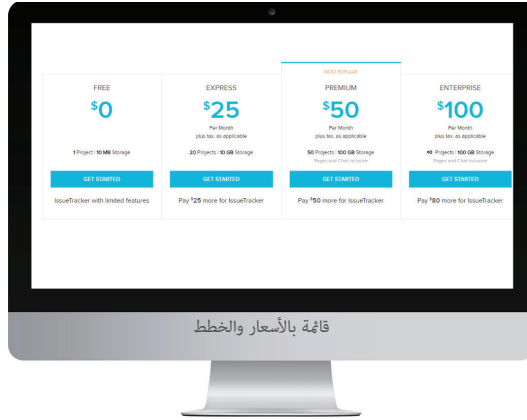 MOST POPULAR
FREE
$0
1 Project | 10 MB Storage
GET STARTED
IssueTracker with limited features
EXPRESS
$25
Per Month
plus tax, as applicable
20 Projects | 10 GB Storage
GET STARTED
Pay $25 more for IssueTracker
PREMIUM
$50
Per Month
plus tax, as applicable
50 Projects | 100 GB Storage
Pages and Chat inclusive
GET STARTED
Pay $50 more for IssueTracker
ENTERPRISE
$100
Per Month
plus tax, as applicable
∞ Projects | 100 GB Storage
Pages and Chat inclusive
GET STARTED
Pay $80 more for IssueTracker
قائمة بالأسعار والخطط